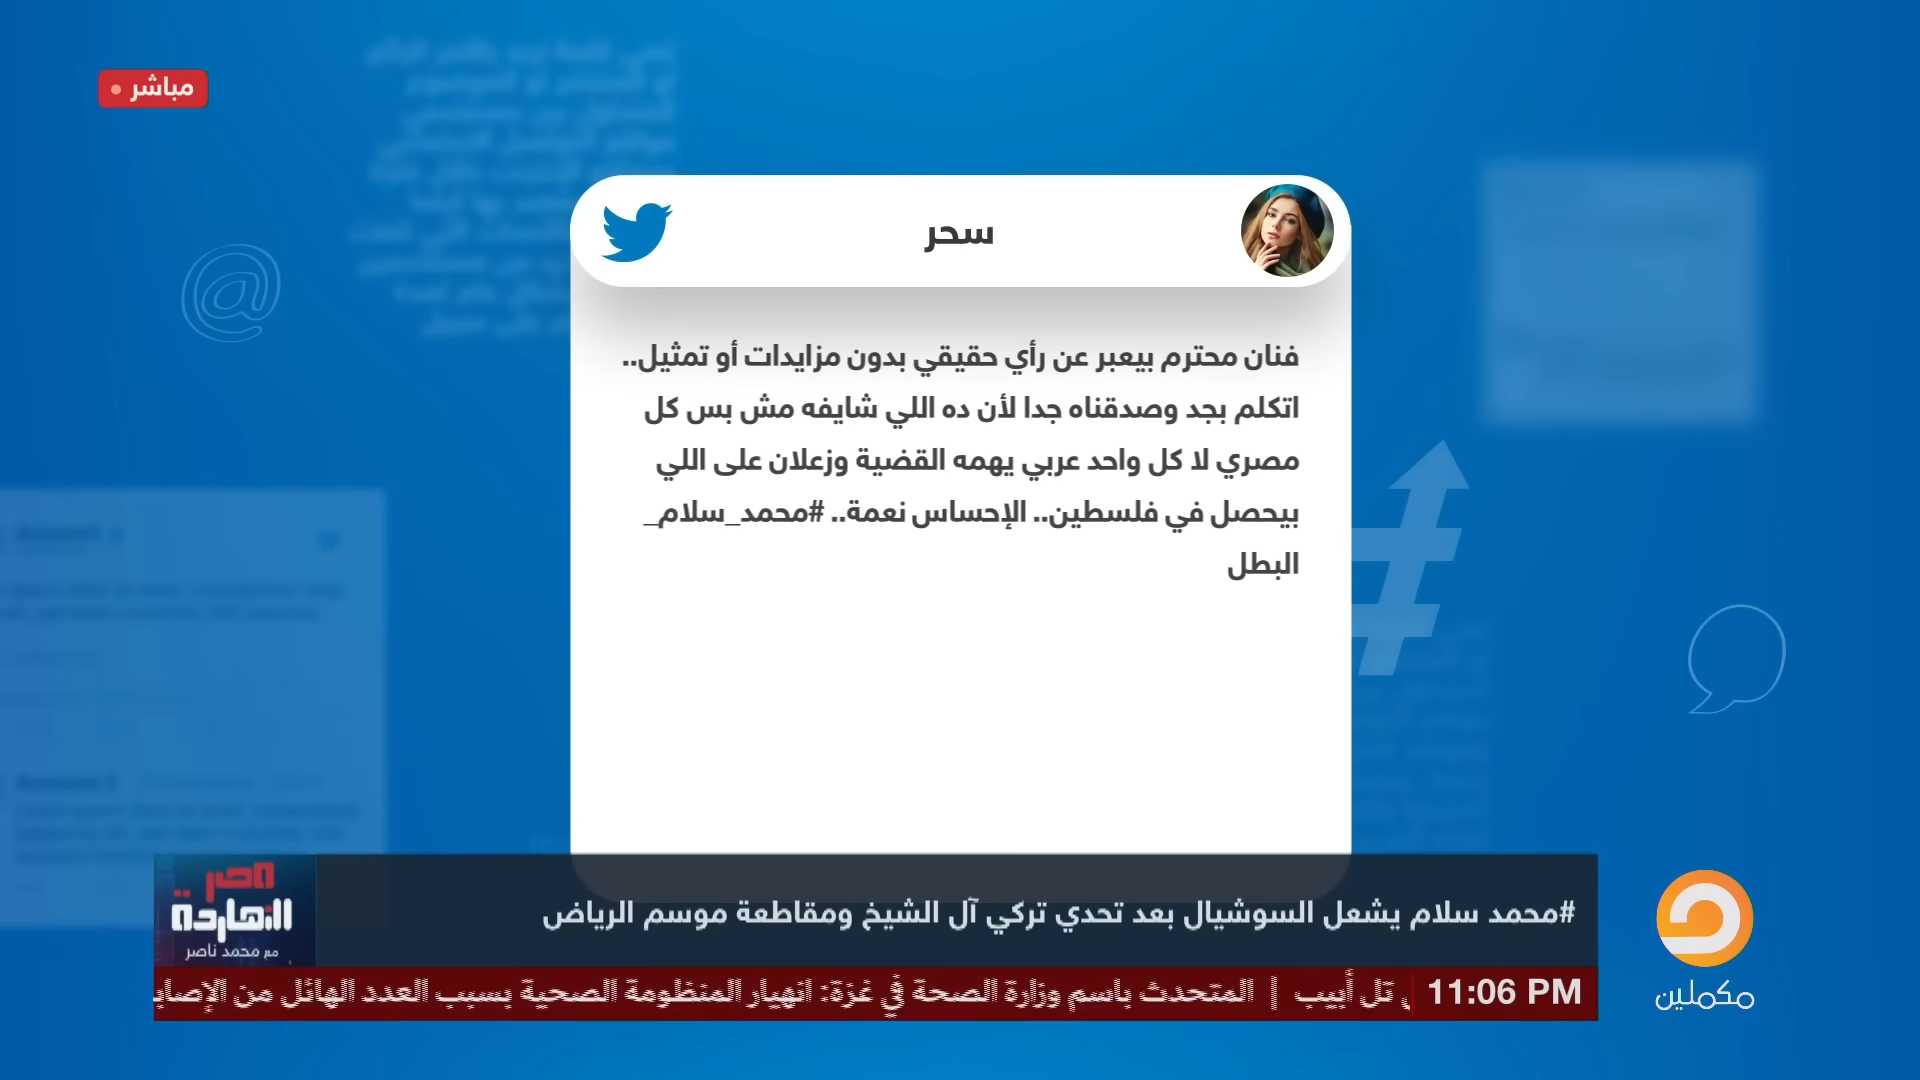 مباشر
سحر
فنان محترم بيعبر عن رأي حقيقي بدون مزايدات أو تمثيل..
اتكلم بجد وصدقناه جدا لأن ده اللي شايفه مش بس كل
مصري لا كل واحد عربي يهمه القضية وزعلان على اللي
بيحصل في فلسطين.. الإحساس نعمة.. #محمد_سلام_
البطل
مصر
النهاردة
مع محمد ناصر
#محمد سلام يشعل السوشيال بعد تحدي تركي آل الشيخ ومقاطعة موسم الرياض
11:06 PM
تل أبيب | المتحدث باسم وزارة الصحة في غزة: انهيار المنظومة الصحية بسبب العدد الهائل من
مكملين